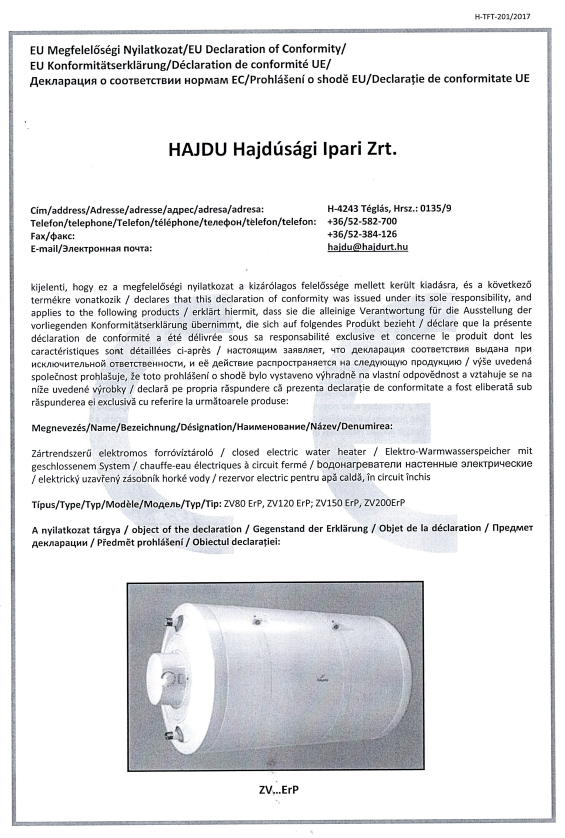 H-TFT-201/2017
EU Megfelelőségi Nyilatkozat/EU Declaration of Conformity/
EU Konformitätserklärung/Déclaration de conformité UE/
Декларация о соответствии нормам ЕС/Prohlášení o shodě EU/Declarație de conformitate UE
HAJDU Hajdúsági Ipari Zrt.
Cím/address/Adresse/adresse/адрес/adresa/adresa: H-4243 Téglás, Hrsz.: 0135/9
Telefon/telephone/Telefon/téléphone/телефон/tèlefon/telefon: +36/52-582-700
Fax/факс: +36/52-384-126
E-mail/Электронная почта: hajdu@hajdurt.hu
kijelenti, hogy ez a megfelelőségi nyilatkozat a kizárólagos felelőssége mellett került kiadásra, és a következő
termékre vonatkozik / declares that this declaration of conformity was issued under its sole responsibility, and
applies to the following products / erklärt hiermit, dass sie die alleinige Verantwortung für die Ausstellung der
vorliegenden Konformitätserklärung übernimmt, die sich auf folgendes Produkt bezieht / déclare que la présente
déclaration de conformité a été délivrée sous sa responsabilité exclusive et concerne le produit dont les
caractéristiques sont détaillées ci-après / настоящим заявляет, что декларация соответствия выдана при
исключительной ответственности, и её действие распространяется на следующую продукцию / výše uvedená
společnost prohlašuje, že toto prohlášení o shodě bylo vystaveno výhradně na vlastní odpovědnost a vztahuje se na
níže uvedené výrobky / declară pe propria răspundere că prezenta declarație de conformitate a fost eliberată sub
răspunderea ei exclusivă cu referire la următoarele produse:
Megnevezés/Name/Bezeichnung/Désignation/Наименование/Název/Denumirea:
Zártrendszerű elektromos forróvíztároló / closed electric water heater / Elektro-Warmwasserspeicher mit
geschlossenem System / chauffe-eau électriques à circuit fermé / водонагреватели настенные электрические
/ elektrický uzavřený zásobník horké vody / rezervor electric pentru apă caldă, în circuit închis
Típus/Type/Typ/Modèle/Модель/Typ/Tip: ZV80 ErP, ZV120 ErP; ZV150 ErP, ZV200ErP
A nyilatkozat tárgya / object of the declaration / Gegenstand der Erklärung / Objet de la déclaration / Предмет
декларации / Předmět prohlášení / Obiectul declarației:
ZV...ErP